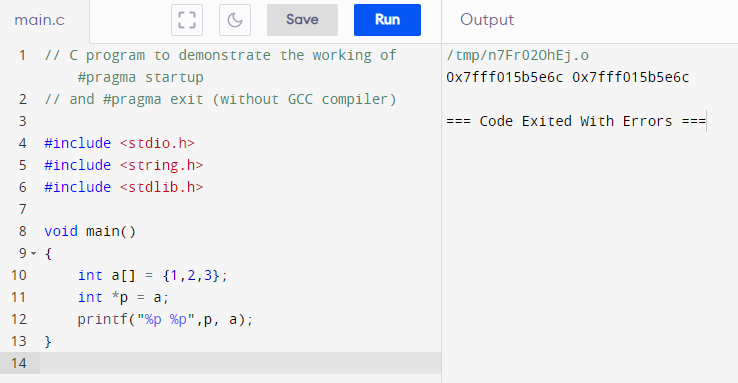 main.c
Save
Run
Output
1 // C program to demonstrate the working of
#pragma startup
2 // and #pragma exit (without GCC compiler)
3
4 #include <stdio.h>
5 #include <string.h>
6 #include <stdlib.h>
7
8 void main()
9 {
10 int a[] = {1,2,3};
11 int *p = a;
12 printf("%p %p",p, a);
13 }
14
/tmp/n7Fr02OhEj.o
0x7fff015b5e6c 0x7fff015b5e6c
=== Code Exited With Errors ===